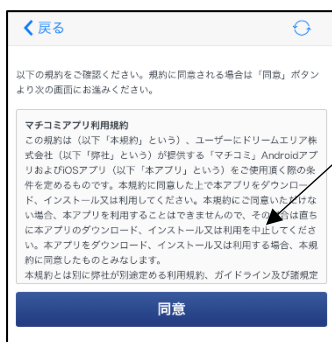 戻る
以下の規約をご確認ください。規約に同意される場合は「同意」ボタン
より次の画面にお進みください。
マチコミアプリ利用規約
この規約は（以下「本規約」という）、ユーザーにドリームエリア株
式会社（以下「弊社」という）が提供する「マチコミ」Androidアプ
リおよびiOSアプリ（以下「本アプリ」という）をご使用頂く際の条
件を定めるものです。本規約に同意した上で本アプリをダウンロー
ド、インストール又は利用してください。本規約にご同意いただけな
い場合、本アプリを利用することはできませんので、その場合は直ち
に本アプリのダウンロード、インストール又は利用を中止してくださ
い。本アプリをダウンロード、インストール又は利用する場合、本規
約に同意したものとみなします。
本規約とは別に弊社が別途定める利用規約、ガイドライン及び諸規定
同意